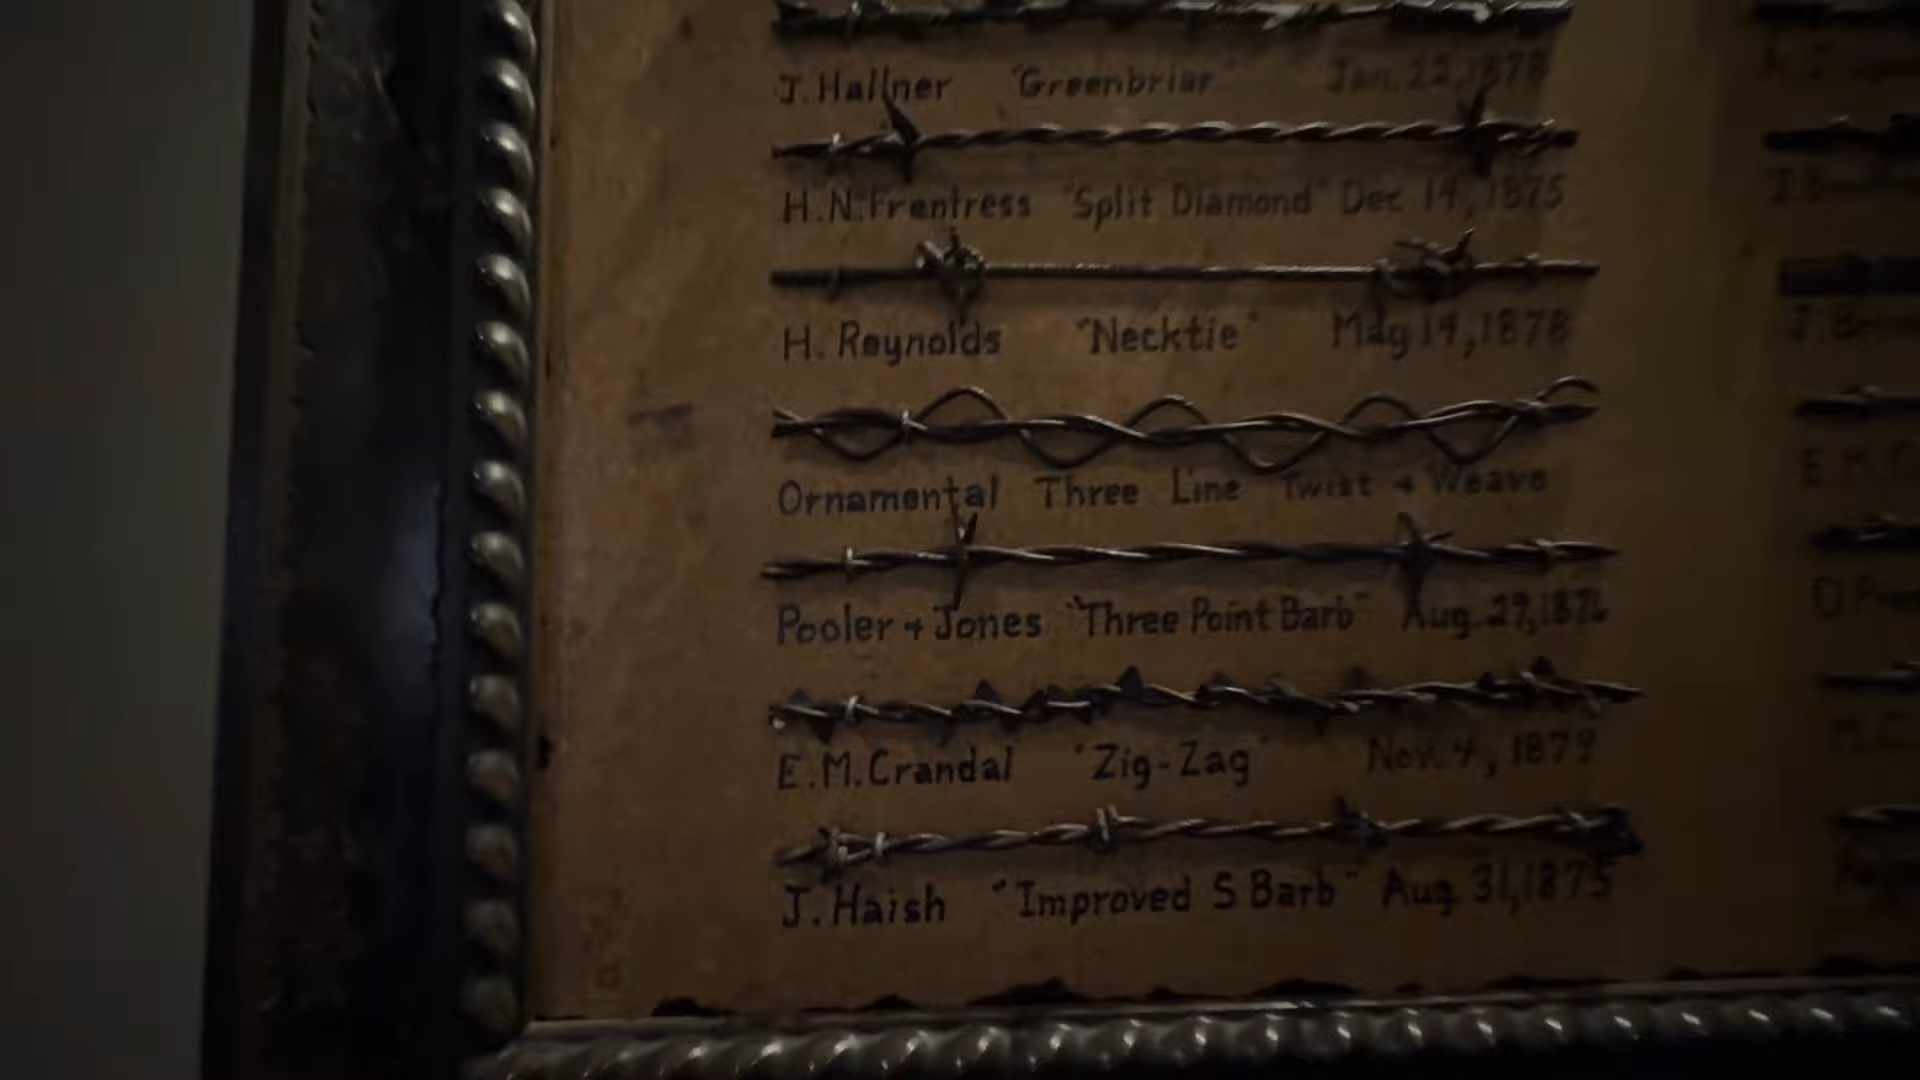 J. Hallner "Greenbriar" Jan. 22, 1878
H.N. Frentress "Split Diamond" Dec 14, 1875
H. Reynolds "Necktie" May 14, 1878
Ornamental Three Line Twist & Weave
Pooler & Jones "Three Point Barb" Aug. 29, 1876
E.M. Crandal "Zig-Zag" Nov. 4, 1879
J. Haish "Improved S Barb" Aug 31, 1875